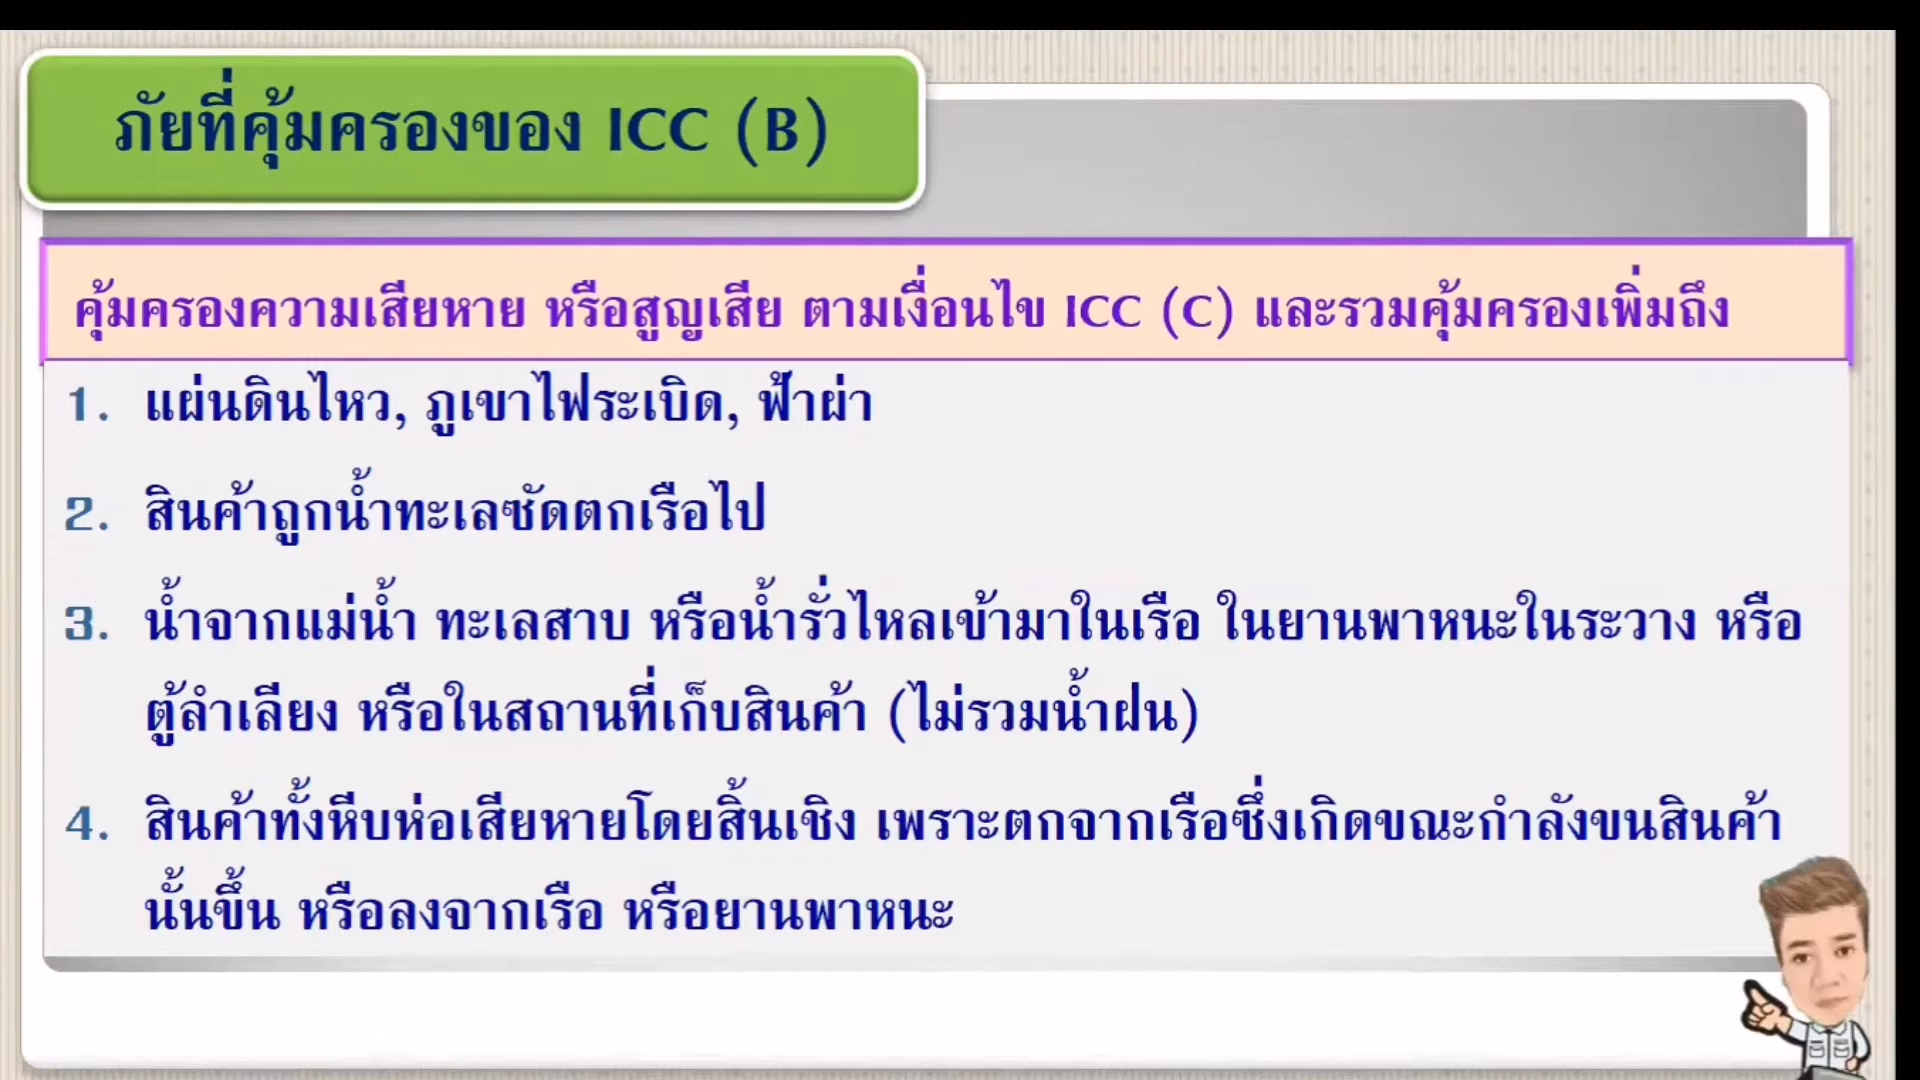 ภัยที่คุ้มครองของ ICC (B)
คุ้มครองความเสียหาย หรือสูญเสีย ตามเงื่อนไข ICC (C) และรวมคุ้มครองเพิ่มถึง
1. แผ่นดินไหว, ภูเขาไฟระเบิด, ฟ้าผ่า
2. สินค้าถูกน้ำทะเลซัดตกเรือไป
3. น้ำจากแม่น้ำ ทะเลสาบ หรือน้ำรั่วไหลเข้ามาในเรือ ในยานพาหนะในระวาง หรือ
ตู้ลำเลียง หรือในสถานที่เก็บสินค้า (ไม่รวมน้ำฝน)
4. สินค้าทั้งหีบห่อเสียหายโดยสิ้นเชิง เพราะตกจากเรือซึ่งเกิดขณะกำลังขนสินค้า
นั้นขึ้น หรือลงจากเรือ หรือยานพาหนะ